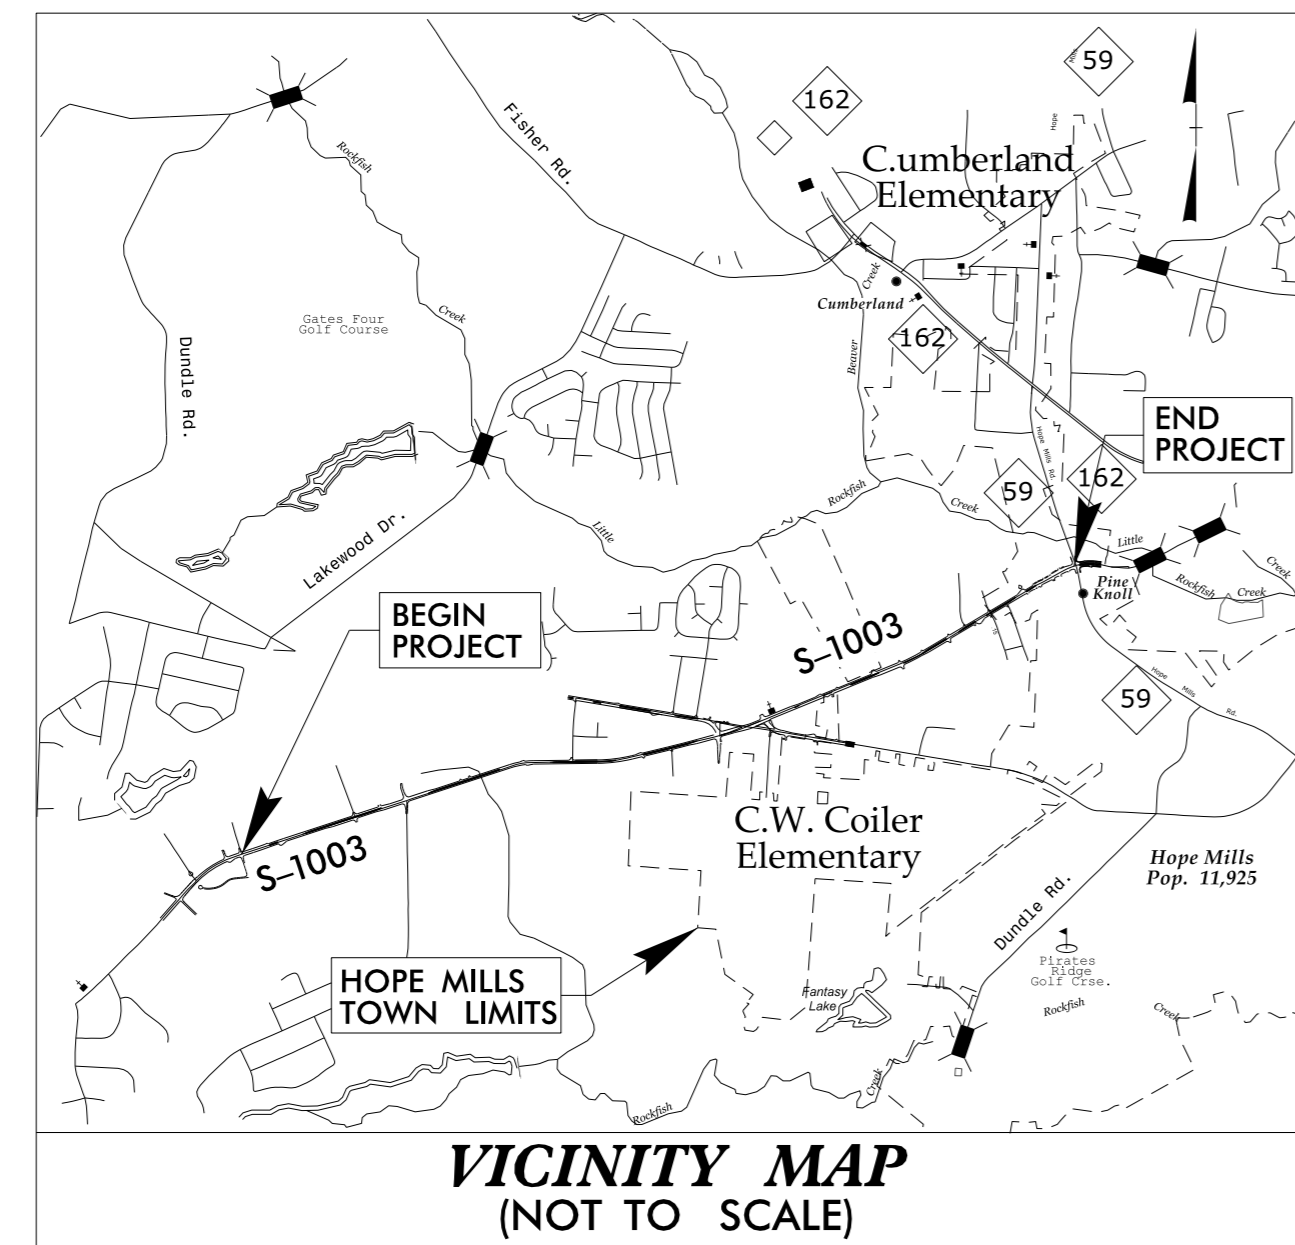 59
Mills
162
Hope
Fisher Rd.
C.umberland
Elementary
Rockfish
Creek
Cumberland
Creek
Gates Four
Golf Course
162
Dundle Rd.
Beaver
END
PROJECT
Hope Mills Rd.
59
162
Rockfish
Creek
Little
Little
Lakewood Dr.
Creek
Rockfish
Creek
Pine
Knoll
BEGIN
PROJECT
S-1003
Hope Mills Rd.
59
C.W. Coiler
Elementary
S-1003
Hope Mills
Pop. 11,925
Dundle Rd.
HOPE MILLS
TOWN LIMITS
Pirates
Ridge
Golf Crse.
Fantasy
Lake
Rockfish
Creek
Creek
Rockfish
VICINITY MAP
(NOT TO SCALE)